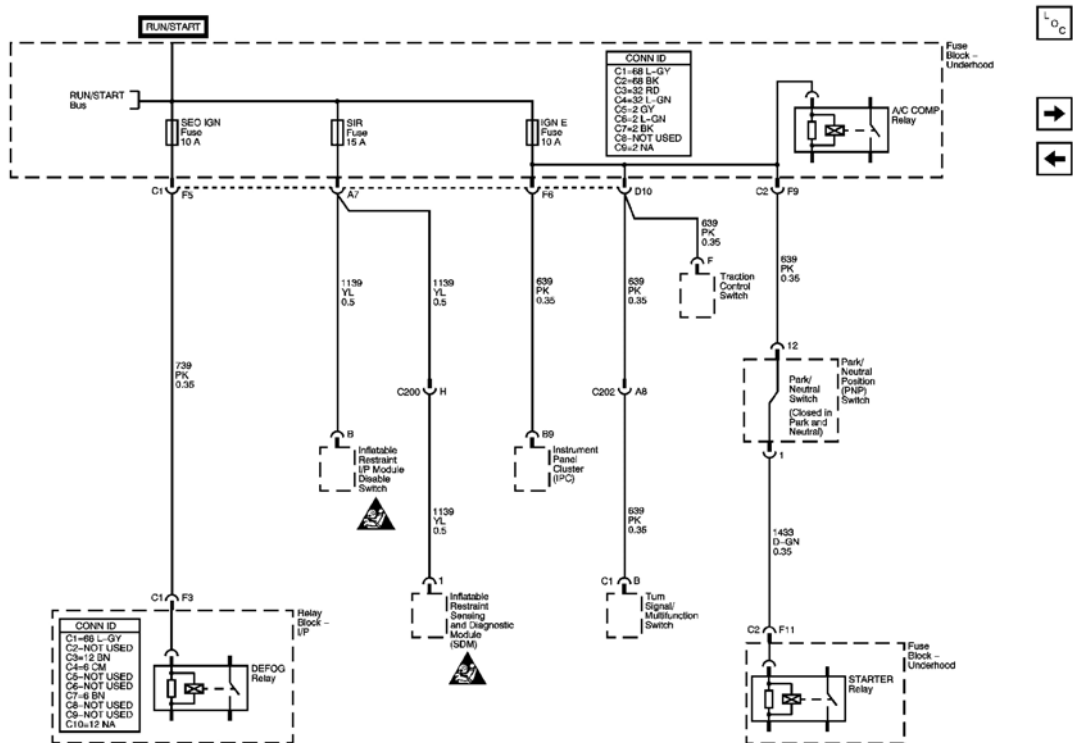 RUN/START
L
O
C
Fuse
Block –
Underhood
RUN/START
Bus
SEO IGN
Fuse
10 A
SIR
Fuse
15 A
IGN E
Fuse
10 A
CONN ID
C1=68 L-GY
C2=68 BK
C3=32 RD
C4=32 L-GN
C5=2 GY
C6=2 L-GN
C7=2 BK
C8-NOT USED
C9=2 NA
A/C COMP
Relay
C1
F5
A7
F6
D10
C2
F9
639
PK
0.35
F
Traction
Control
Switch
1139
YL
0.5
1139
YL
0.5
639
PK
0.35
639
PK
0.35
639
PK
0.35
739
PK
0.35
C200
H
C202
A8
12
Park/
Neutral
Switch
(Closed in
Park and
Neutral)
Park/
Neutral
Position
(PNP)
Switch
1
B
Inflatable
Restraint
I/P Module
Disable
Switch
B9
Instrument
Panel
Cluster
(IPC)
1139
YL
0.5
639
PK
0.35
1433
D-GN
0.35
1
Inflatable
Restraint
Sensing
and Diagnostic
Module
(SDM)
C1
B
Turn
Signal/
Multifunction
Switch
C1
F3
Relay
Block –
I/P
CONN ID
C1=68 L-GY
C2-NOT USED
C3=12 BN
C4=6 CM
C5-NOT USED
C6-NOT USED
C7=6 BN
C8-NOT USED
C9-NOT USED
C10=12 NA
DEFOG
Relay
C2
F11
Fuse
Block –
Underhood
STARTER
Relay